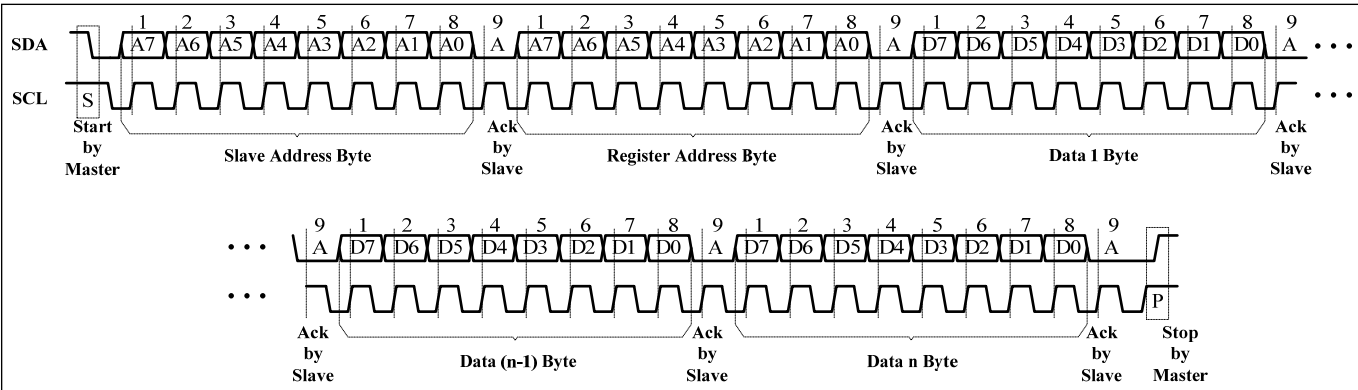 1 2 3 4 5 6 7 8 9 1 2 3 4 5 6 7 8 9 1 2 3 4 5 6 7 8 9
SDA A7 A6 A5 A4 A3 A2 A1 A0 A A7 A6 A5 A4 A3 A2 A1 A0 A D7 D6 D5 D4 D3 D2 D1 D0 A • • •
SCL S • • •
Start by Master
Slave Address Byte
Ack by Slave
Register Address Byte
Ack by Slave
Data 1 Byte
Ack by Slave
9 1 2 3 4 5 6 7 8 9 1 2 3 4 5 6 7 8 9
• • • A D7 D6 D5 D4 D3 D2 D1 D0 A D7 D6 D5 D4 D3 D2 D1 D0 A
• • • P
Ack by Slave
Data (n-1) Byte
Ack by Slave
Data n Byte
Ack by Slave
Stop by Master